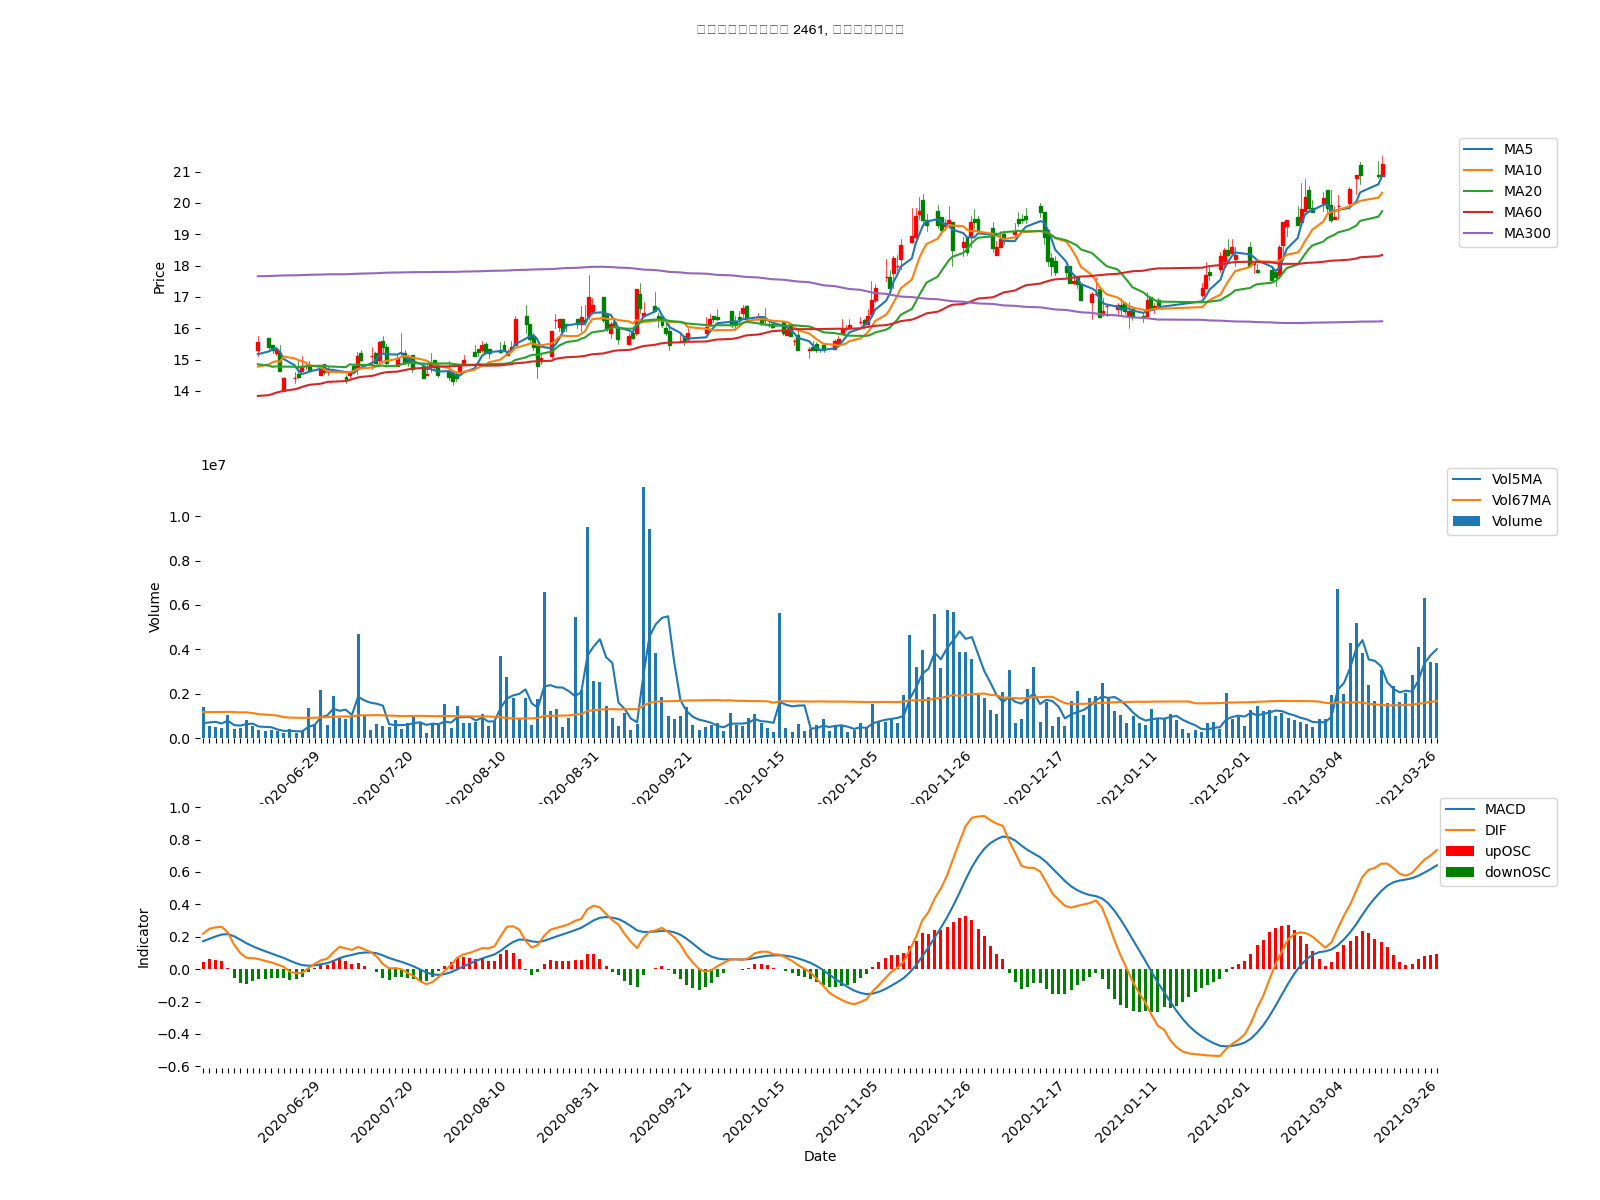 2461,
21
20
19
18
17
16
15
14
Price
MA5
MA10
MA20
MA60
MA300
1e7
1.0
0.8
0.6
0.4
0.2
0.0
Volume
Vol5MA
Vol67MA
Volume
2020-06-29
2020-07-20
2020-08-10
2020-08-31
2020-09-21
2020-10-15
2020-11-05
2020-11-26
2020-12-17
2021-01-11
2021-02-01
2021-03-04
2021-03-26
1.0
0.8
0.6
0.4
0.2
0.0
−0.2
−0.4
−0.6
Indicator
MACD
DIF
upOSC
downOSC
2020-06-29
2020-07-20
2020-08-10
2020-08-31
2020-09-21
2020-10-15
2020-11-05
2020-11-26
2020-12-17
2021-01-11
2021-02-01
2021-03-04
2021-03-26
Date